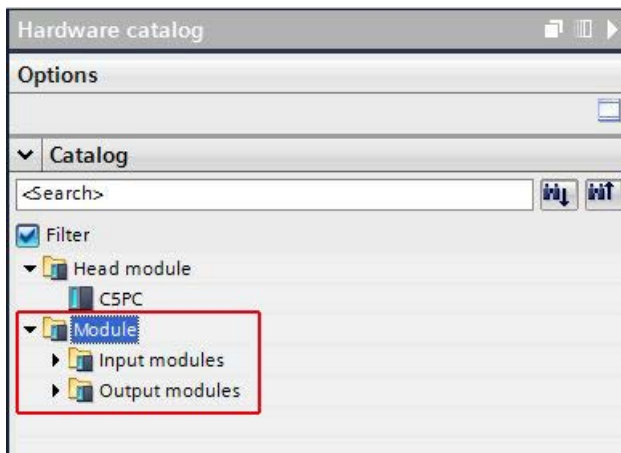 Hardware catalog
Options
Catalog
<Search>
Filter
Head module
C5PC
Module
Input modules
Output modules